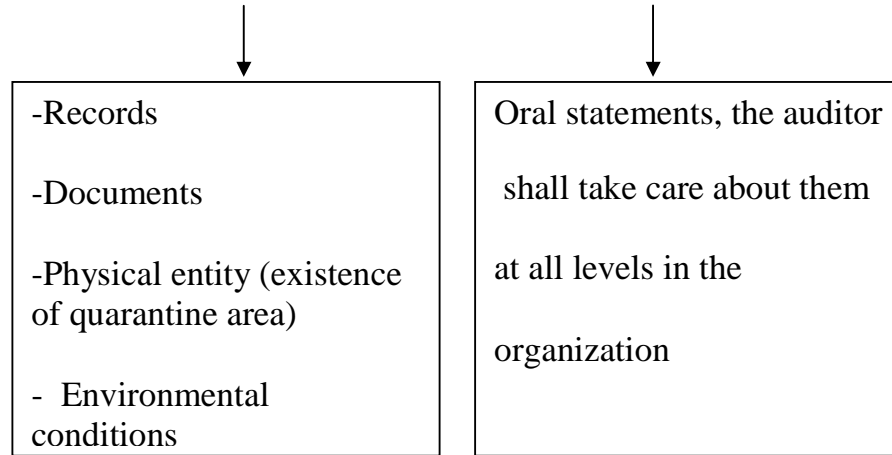 -Records
-Documents
-Physical entity (existence
of quarantine area)
- Environmental
conditions
Oral statements, the auditor
shall take care about them
at all levels in the
organization